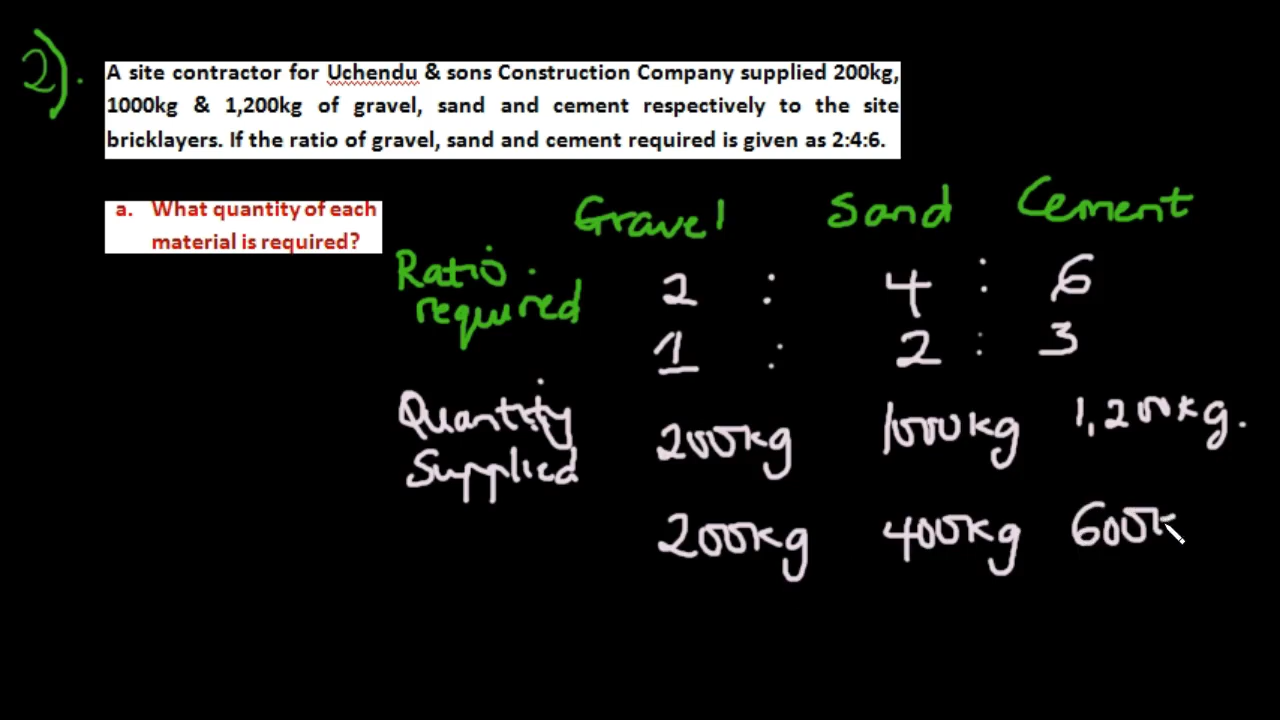 2).
A site contractor for Uchendu & sons Construction Company supplied 200kg,
1000kg & 1,200kg of gravel, sand and cement respectively to the site
bricklayers. If the ratio of gravel, sand and cement required is given as 2:4:6.
a. What quantity of each
material is required?
Gravel Sand Cement
Ratio required 2 : 4 : 6
1 : 2 : 3
Quantity Supplied 200kg 1000kg 1,200kg.
200kg 400kg 600k